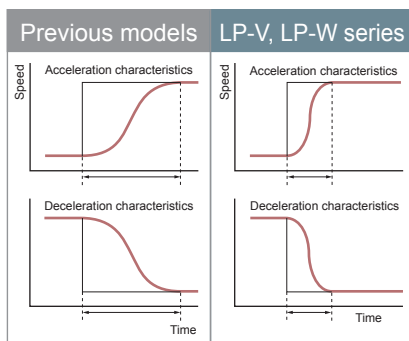 Previous models
LP-V, LP-W series
Acceleration characteristics
Speed
Acceleration characteristics
Speed
Deceleration characteristics
Time
Deceleration characteristics
Time